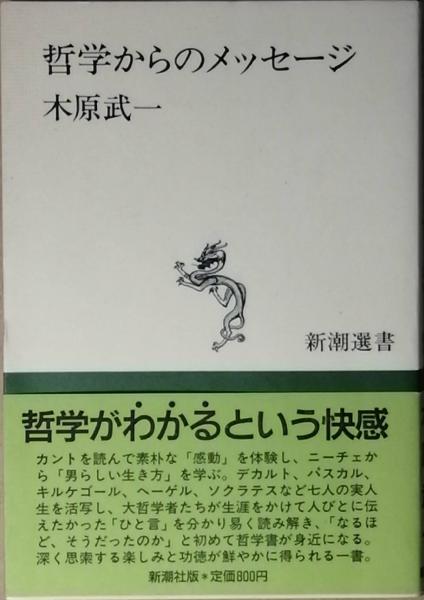 哲学からのメッセージ
木原武一
新潮選書
哲学がわかるという快感
カントを読んで素朴な「感動」を体験し、ニーチェか
ら「男らしい生き方」を学ぶ。デカルト、パスカル、
キルケゴール、ヘーゲル、ソクラテスなど七人の実人
生を活写し、大哲学者たちが生涯をかけて人びとに伝
えたかった「ひと言」を分かり易く読み解き、「なるほ
ど、そうだったのか」と初めて哲学書が身近になる。
深く思索する楽しみと功徳が鮮やかに得られる一書。
新潮社版*定価800円